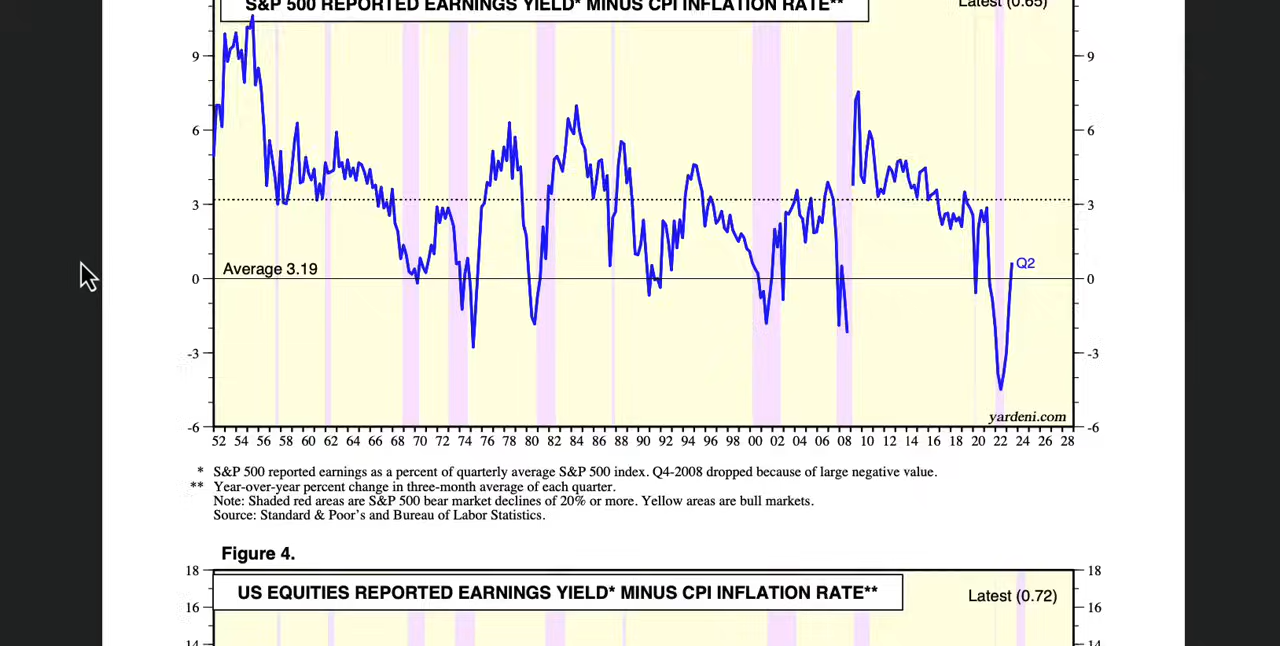 S&P 500 REPORTED EARNINGS YIELD* MINUS CPI INFLATION RATE**
Latest (0.65)
9 9
6 6
3 3
Average 3.19
Q2
0 0
-3 -3
yardeni.com
-6 -6
52 54 56 58 60 62 64 66 68 70 72 74 76 78 80 82 84 86 88 90 92 94 96 98 00 02 04 06 08 10 12 14 16 18 20 22 24 26 28
* S&P 500 reported earnings as a percent of quarterly average S&P 500 index. Q4-2008 dropped because of large negative value.
** Year-over-year percent change in three-month average of each quarter.
Note: Shaded red areas are S&P 500 bear market declines of 20% or more. Yellow areas are bull markets.
Source: Standard & Poor's and Bureau of Labor Statistics.
Figure 4.
18 18
US EQUITIES REPORTED EARNINGS YIELD* MINUS CPI INFLATION RATE**
Latest (0.72)
16 16
14 14